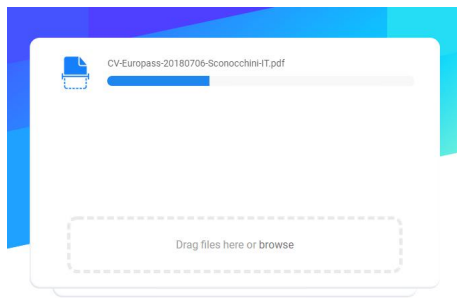 CV-Europass-20180706-Sconocchini-IT.pdf
Drag files here or browse